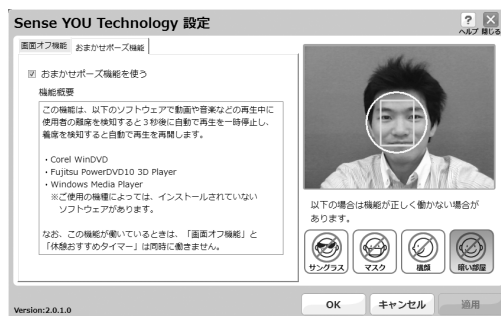 Sense YOU Technology 設定
ヘルプ 閉じる
画面オフ機能 おまかせポーズ機能
おまかせポーズ機能を使う
機能概要
この機能は、以下のソフトウェアで動画や音楽などの再生中に
使用者の離席を検知すると3秒後に自動で再生を一時停止し、
着席を検知すると自動で再生を再開します。
・Corel WinDVD
・Fujitsu PowerDVD10 3D Player
・Windows Media Player
※ご使用の機種によっては、インストールされていない
ソフトウェアがあります。
なお、この機能が働いているときは、「画面オフ機能」と
「休憩おすすめタイマー」は同時に働きません。
以下の場合は機能が正しく働かない場合が
あります。
サングラス マスク 横顔 暗い部屋
Version:2.0.1.0
OK キャンセル 適用